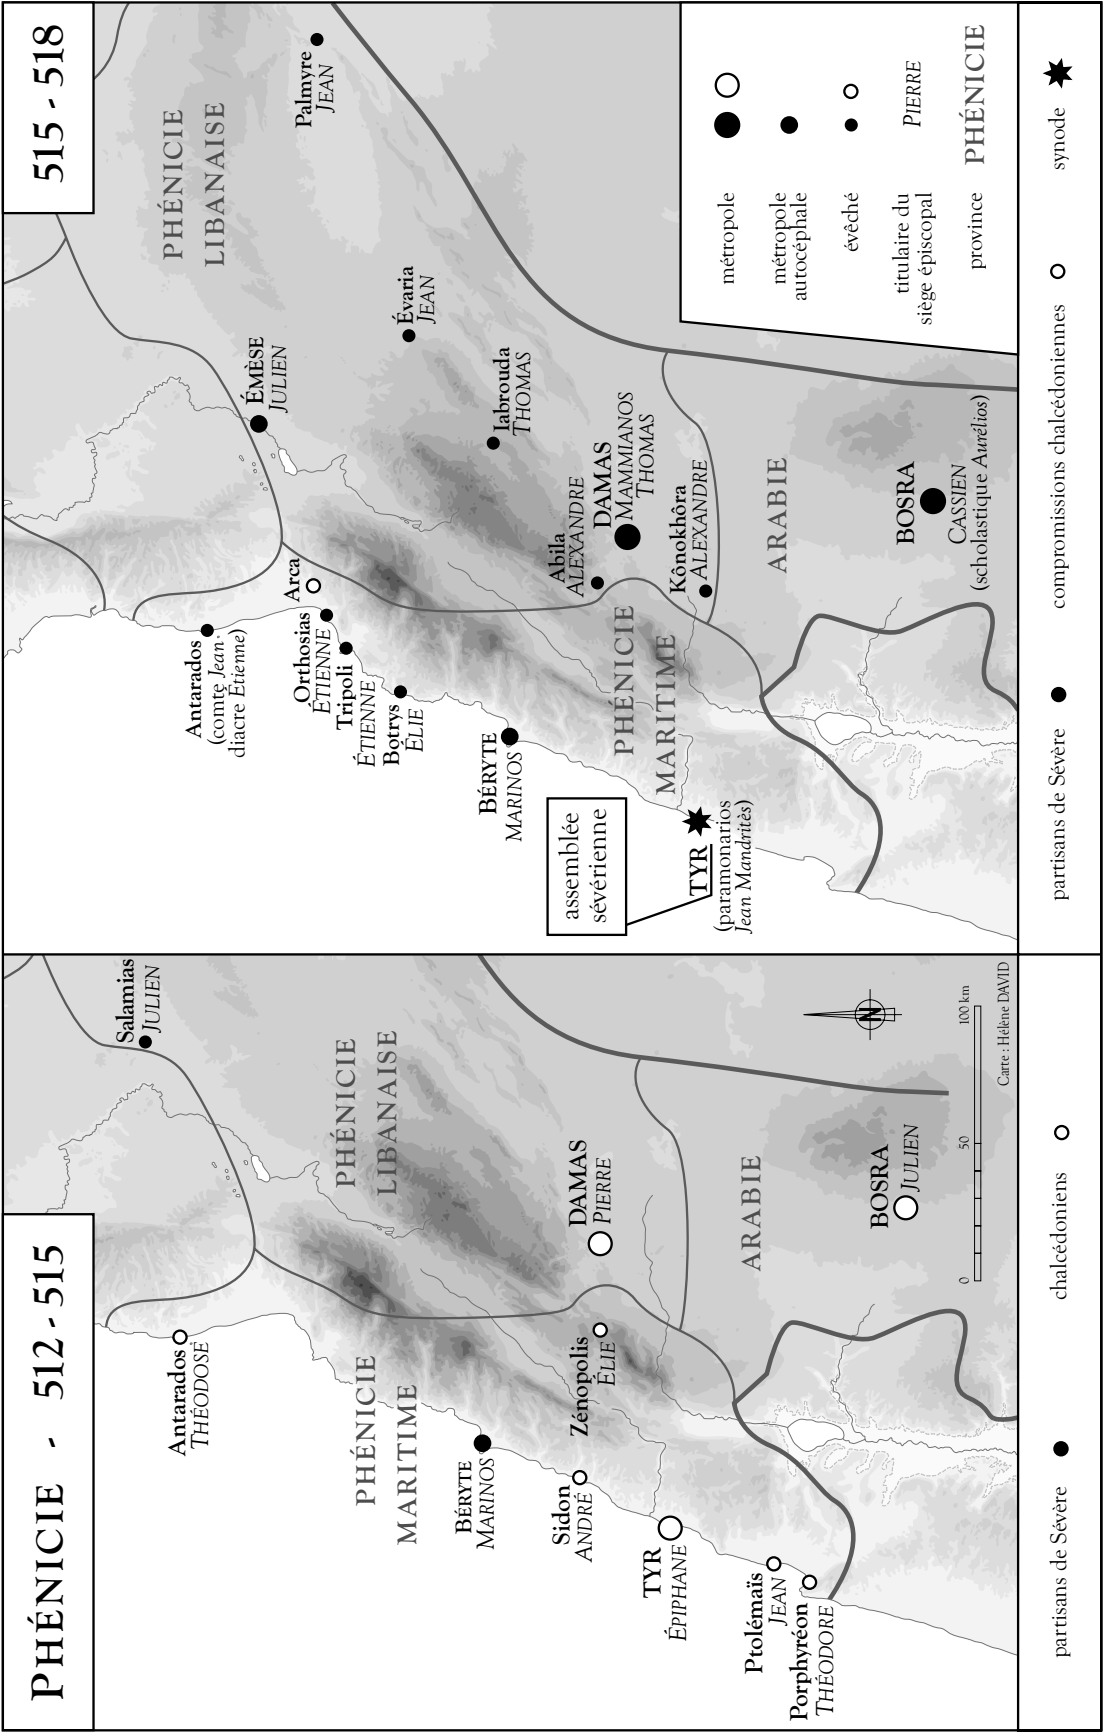 PHÉNICIE - 512-515
Salamias
JULIEN
Antarados
THÉODOSE
PHÉNICIE
LIBANAISE
PHÉNICIE
MARITIME
BÉRYTE
MARINOS
DAMAS
PIERRE
Zénopolis
ÉLIE
Sidon
ANDRÉ
TYR
ÉPIPHANE
ARABIE
Ptolémaïs
JEAN
Porphyréon
THÉODORE
BOSRA
JULIEN
N
0
50
100 km
Carte : Hélène DAVID
partisans de Sévère
chalcédoniens
515 - 518
PHÉNICIE
LIBANAISE
Palmyre
JEAN
ÉMÈSE
JULIEN
Antarados
(comte Jean
diacre Étienne)
Arca
Orthosias
ÉTIENNE
Tripoli
ÉTIENNE
Botrys
ÉLIE
Évaria
JEAN
Iabrouda
THOMAS
BÉRYTE
MARINOS
Abila
ALEXANDRE
DAMAS
MAMMIANOS
THOMAS
PHÉNICIE
MARITIME
Kônokhôra
ALEXANDRE
assemblée
sévérienne
TYR
(paramonarios
Jean Mandritès)
ARABIE
BOSRA
CASSIEN
(scholastique Aurélios)
métropole
métropole
autocéphale
évêché
titulaire du
siège épiscopal
PIERRE
province
PHÉNICIE
partisans de Sévère
compromissions chalcédoniennes
synode